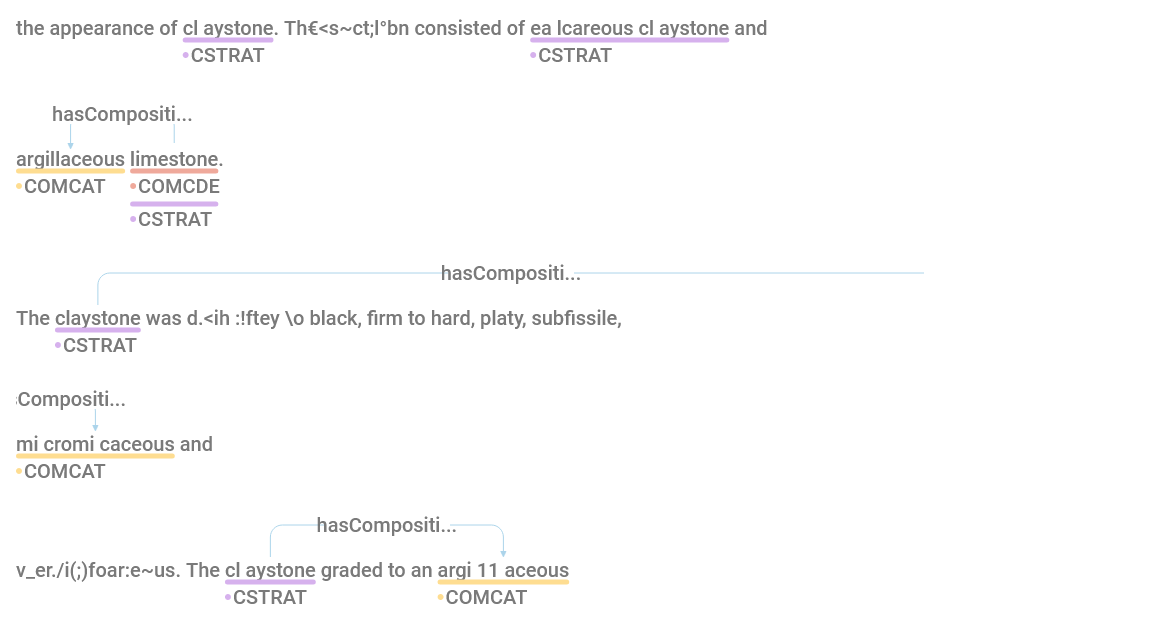 the appearance of cl aystone. Th€<s~ct;l°bn consisted of ea lcareous cl aystone and
CSTRAT CSTRAT
hasCompositi...
argillaceous limestone.
COMCAT COMCDE
CSTRAT
hasCompositi...
The claystone was d.<ih :!ftey \o black, firm to hard, platy, subfissile,
CSTRAT
Compositi...
mi cromi caceous and
COMCAT
hasCompositi...
v_er./i(;)foar:e~us. The cl aystone graded to an argi 11 aceous
CSTRAT COMCAT